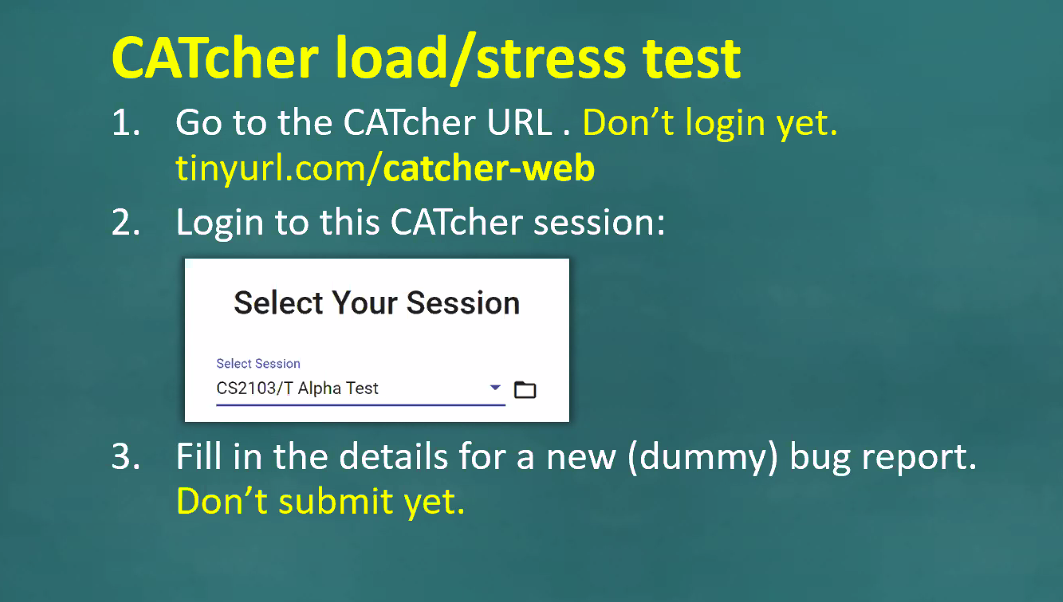 CATcher load/stress test
1. Go to the CATcher URL . Don't login yet.
tinyurl.com/catcher-web
2. Login to this CATcher session:
Select Your Session
Select Session
CS2103/T Alpha Test
3. Fill in the details for a new (dummy) bug report.
Don't submit yet.